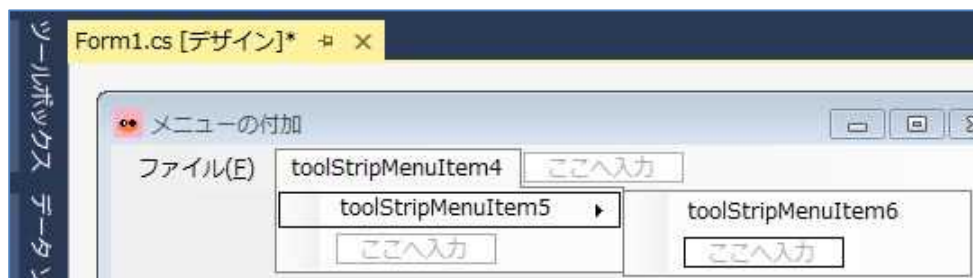 ツールボックス
データソ
Form1.cs [デザイン]*
メニューの付加
ファイル(F)
toolStripMenuItem4
ここへ入力
toolStripMenuItem5
toolStripMenuItem6
ここへ入力
ここへ入力